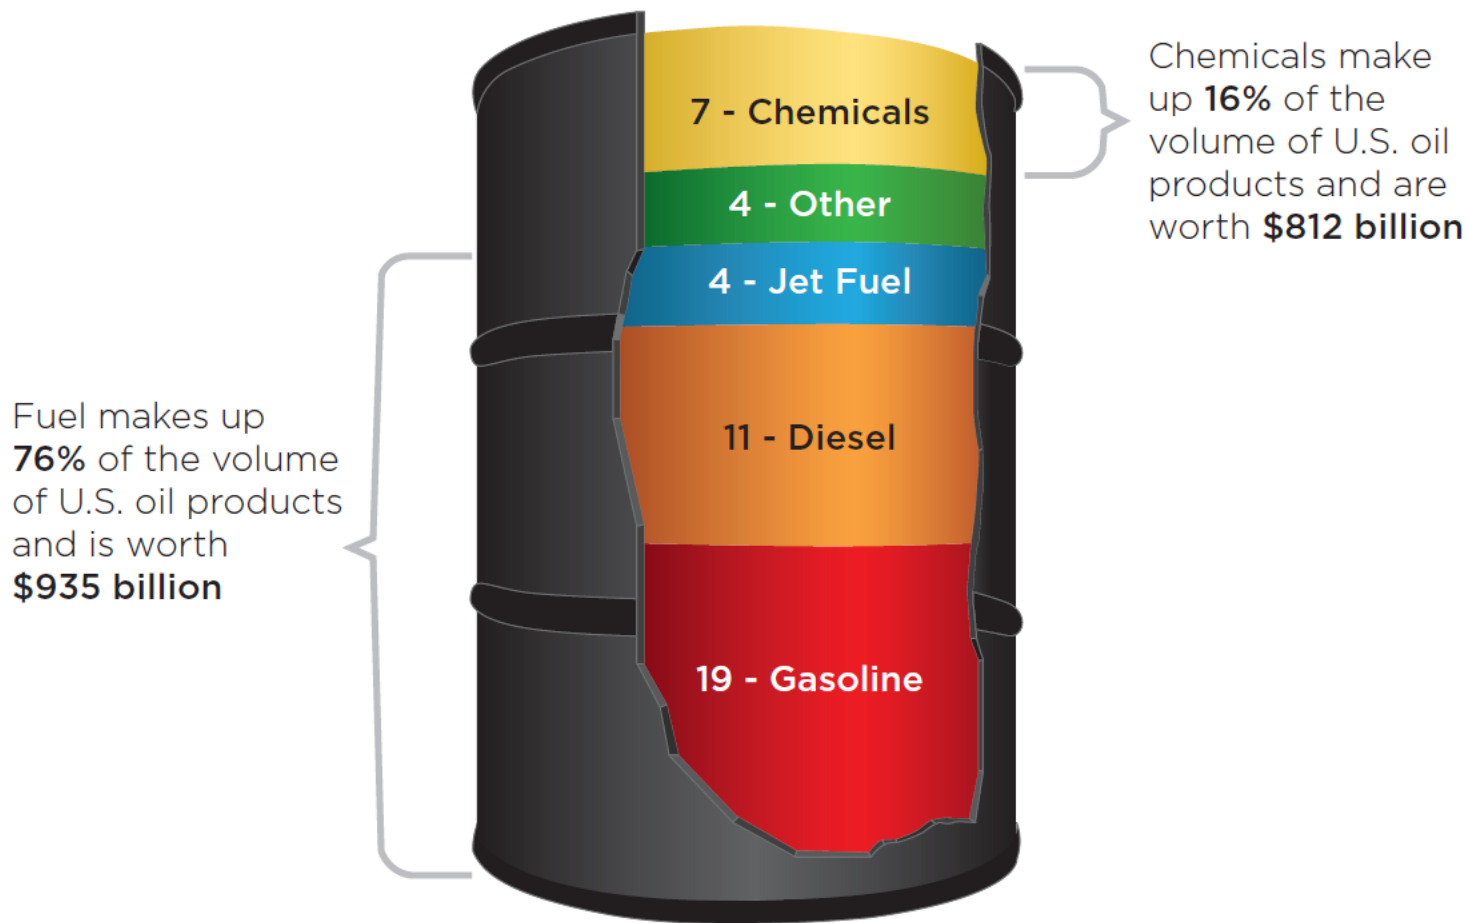 7 - Chemicals
4 - Other
4 - Jet Fuel
11 - Diesel
19 - Gasoline
Chemicals make
up 16% of the
volume of U.S. oil
products and are
worth $812 billion
Fuel makes up
76% of the volume
of U.S. oil products
and is worth
$935 billion